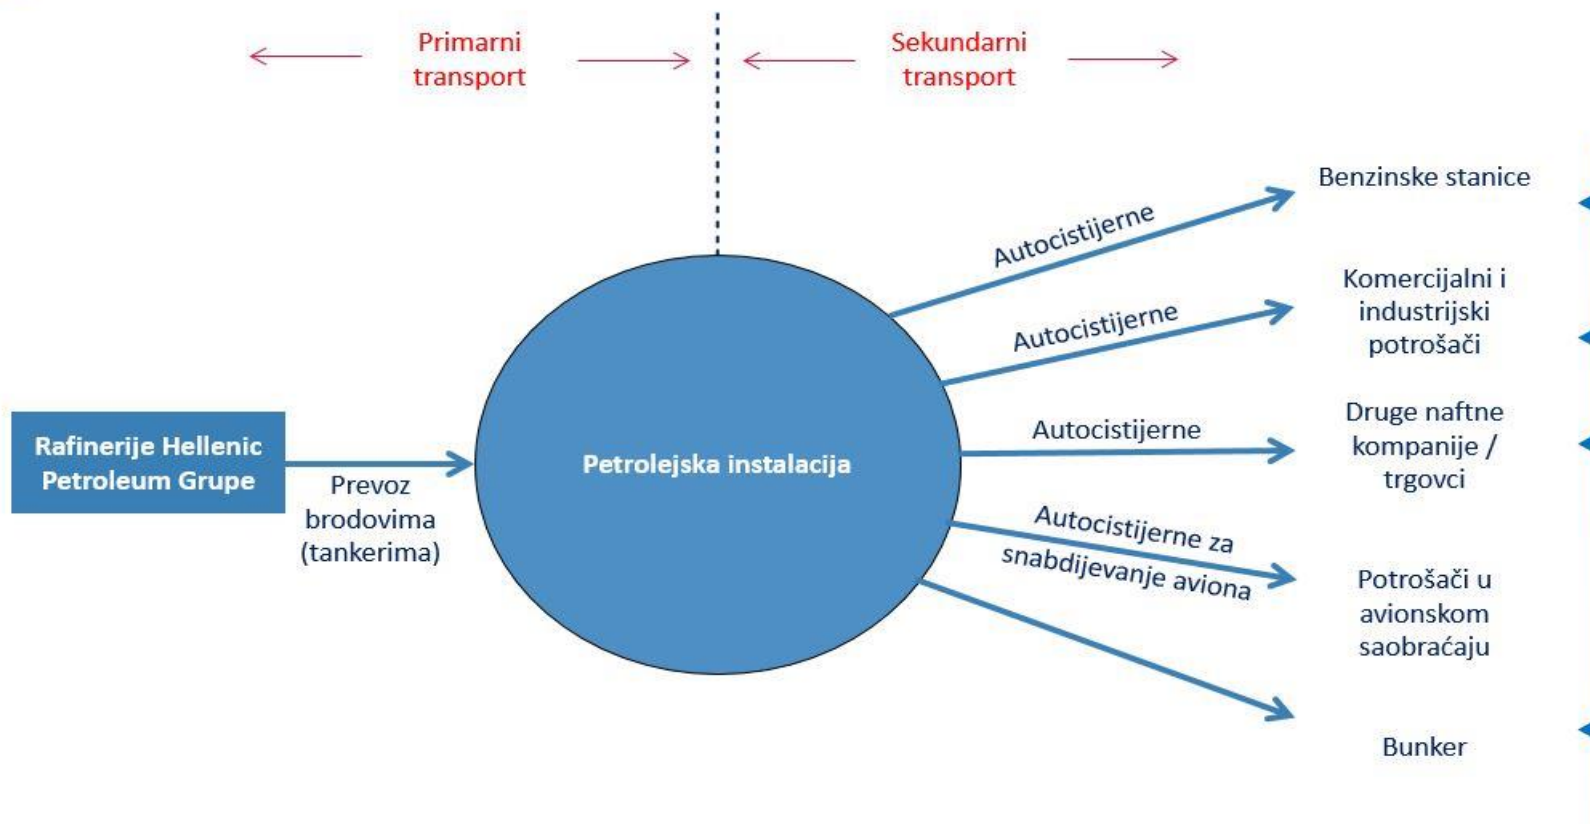 Primarni
transport
Sekundarni
transport
Benzinske stanice
Autocistijerne
Komercijalni i
industrijski
potrošači
Autocistijerne
Druge naftne
kompanije /
trgovci
Autocistijerne
Rafinerije Hellenic
Petroleum Grupe
Prevoz
brodovima
(tankerima)
Petrolejska instalacija
Autocistijerne za
snabdijevanje aviona
Potrošači u
avionskom
saobraćaju
Bunker